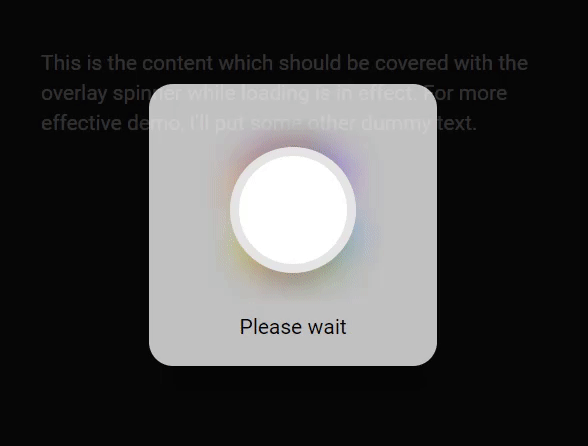 This is the content which should be covered with the
overlay spinner while loading is in effect. For more
effective demo, I'll put some other dummy text.
Please wait